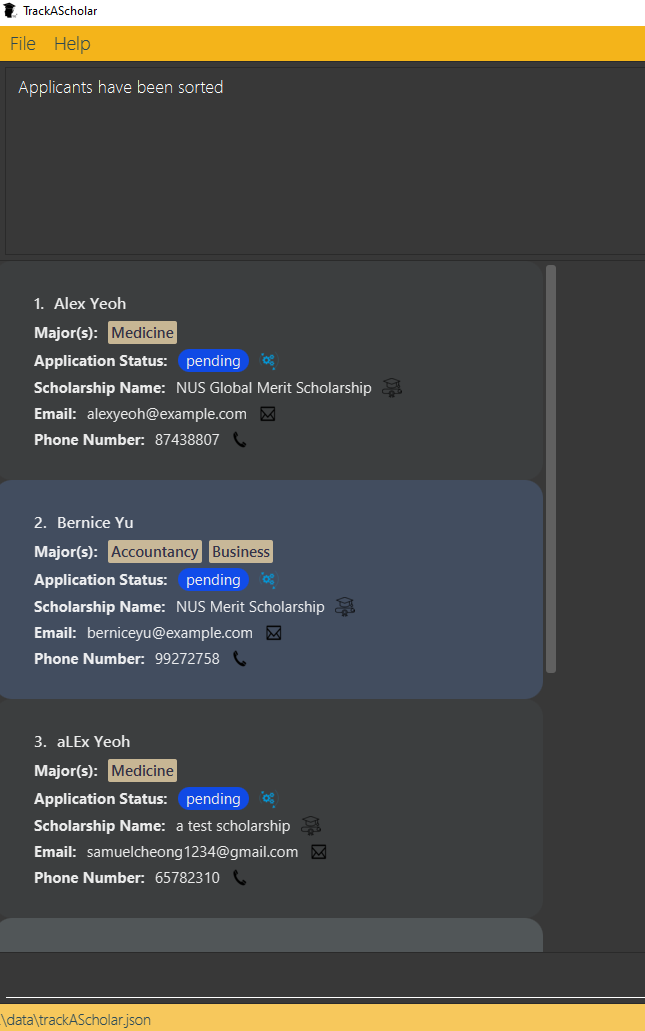 TrackAScholar
File Help
Applicants have been sorted
1. Alex Yeoh
Major(s): Medicine
Application Status: pending
Scholarship Name: NUS Global Merit Scholarship
Email: alexyeoh@example.com
Phone Number: 87438807
2. Bernice Yu
Major(s): Accountancy Business
Application Status: pending
Scholarship Name: NUS Merit Scholarship
Email: berniceyu@example.com
Phone Number: 99272758
3. aLEx Yeoh
Major(s): Medicine
Application Status: pending
Scholarship Name: a test scholarship
Email: samuelcheong1234@gmail.com
Phone Number: 65782310
.\data\trackAScholar.json